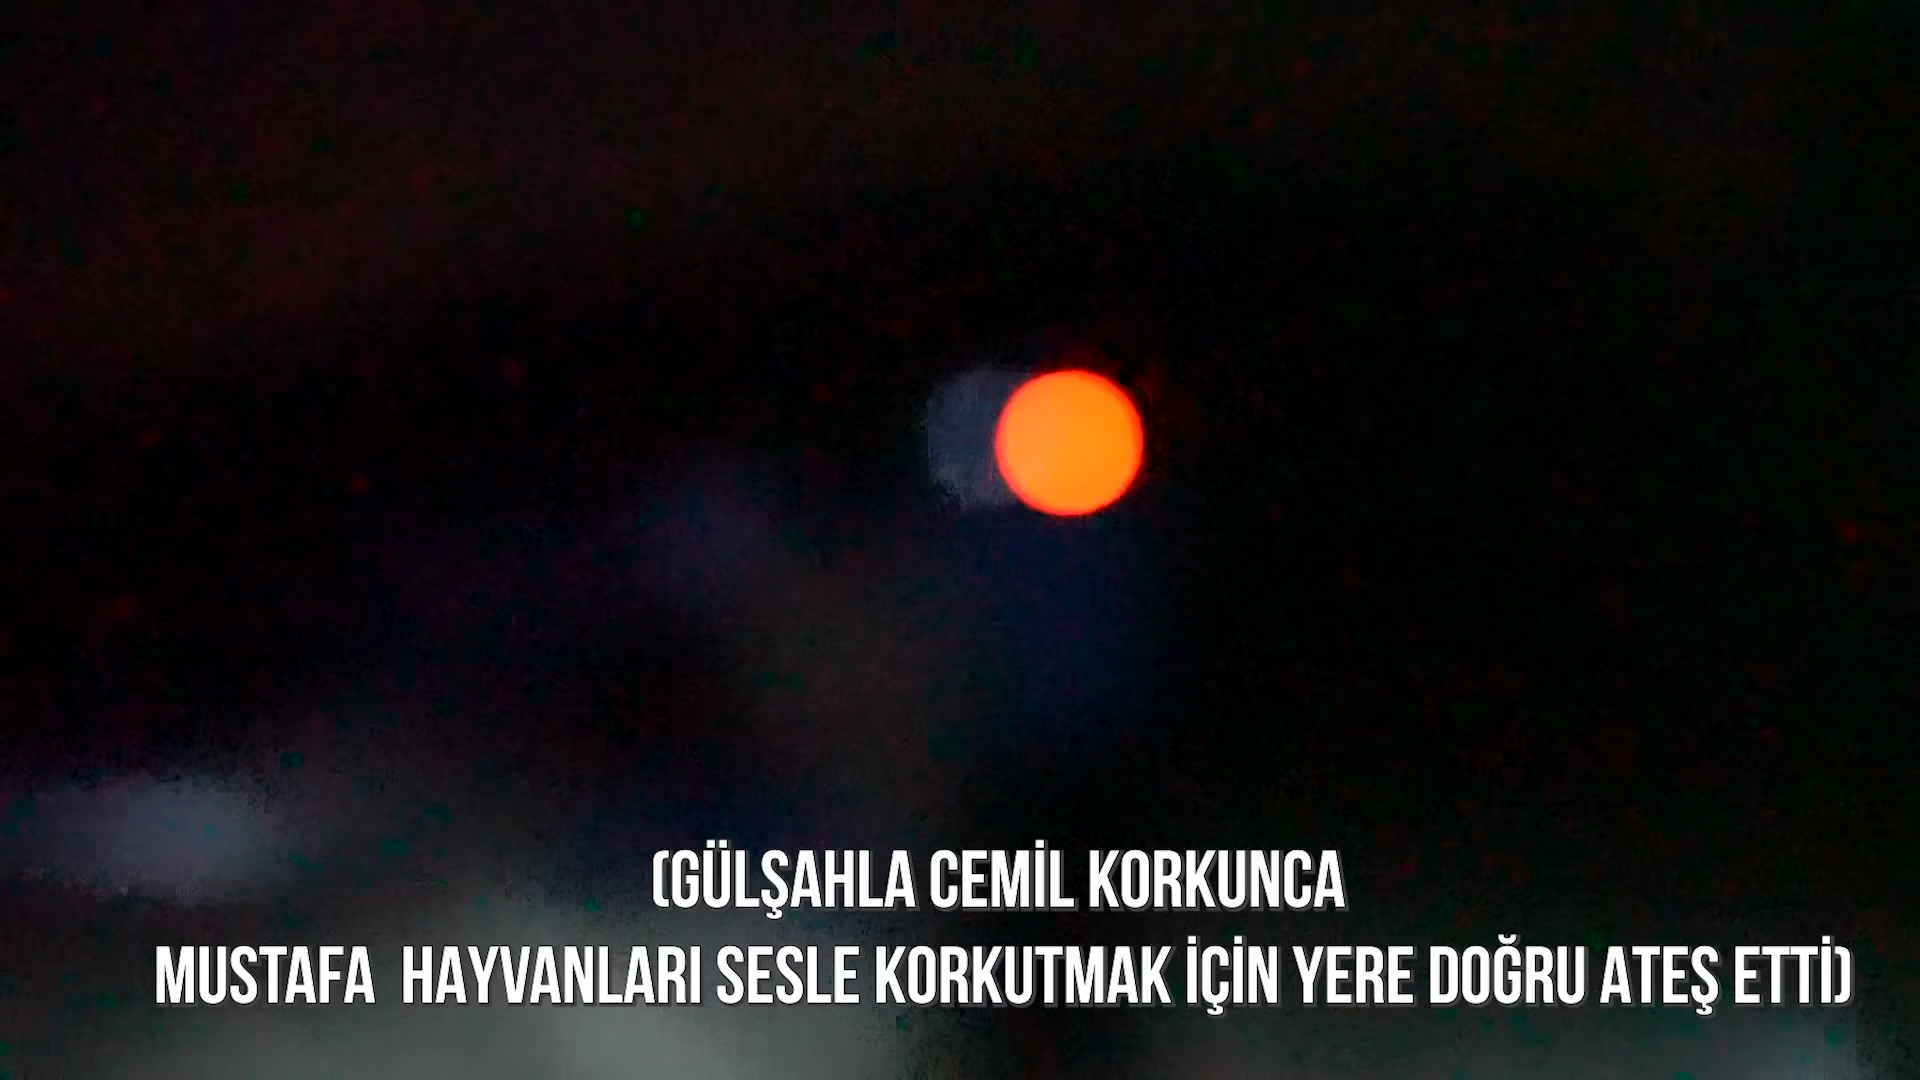 (GÜLŞAHLA CEMİL KORKUNCA
MUSTAFA  HAYVANLARI SESLE KORKUTMAK İÇİN YERE DOĞRU ATEŞ ETTİ)